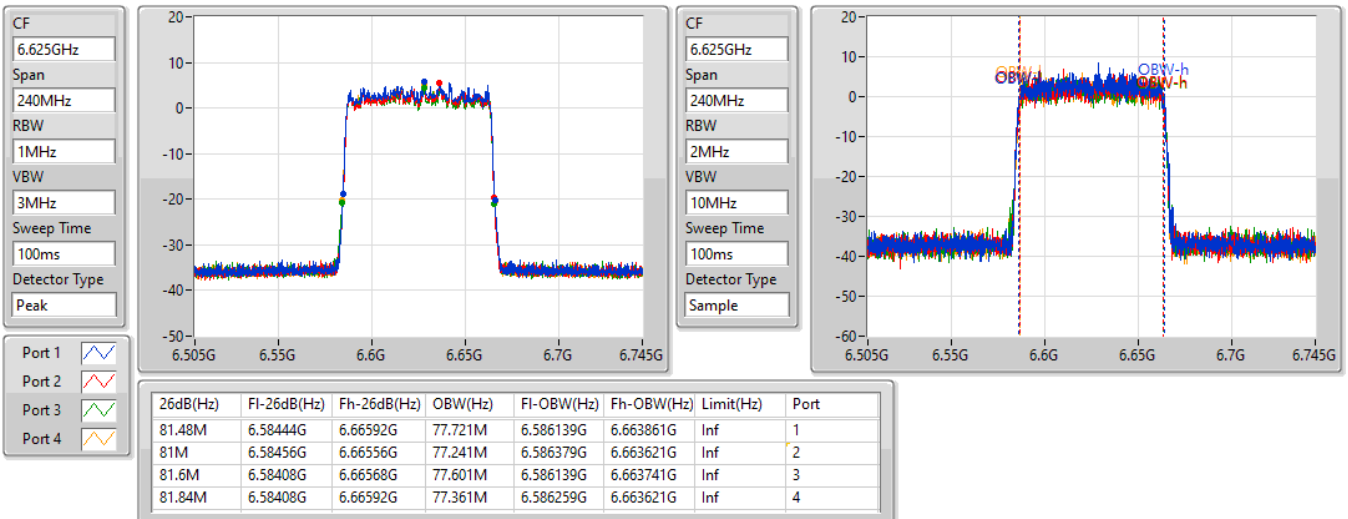 CF
6.625GHz
Span
240MHz
RBW
1MHz
VBW
3MHz
Sweep Time
100ms
Detector Type
Peak
20
10
0
-10
-20
-30
-40
-50
6.505G 6.55G 6.6G 6.65G 6.7G 6.745G
CF
6.625GHz
Span
240MHz
RBW
2MHz
VBW
10MHz
Sweep Time
100ms
Detector Type
Sample
20
10
0
-10
-20
-30
-40
-50
-60
OBW-h
OBW-h
6.505G 6.55G 6.6G 6.65G 6.7G 6.745G
Port 1
Port 2
Port 3
Port 4
26dB(Hz) Fl-26dB(Hz) Fh-26dB(Hz) OBW(Hz) Fl-OBW(Hz) Fh-OBW(Hz) Limit(Hz) Port
81.48M 6.58444G 6.66592G 77.721M 6.586139G 6.663861G Inf 1
81M 6.58456G 6.66556G 77.241M 6.586379G 6.663621G Inf 2
81.6M 6.58408G 6.66568G 77.601M 6.586139G 6.663741G Inf 3
81.84M 6.58408G 6.66592G 77.361M 6.586259G 6.663621G Inf 4